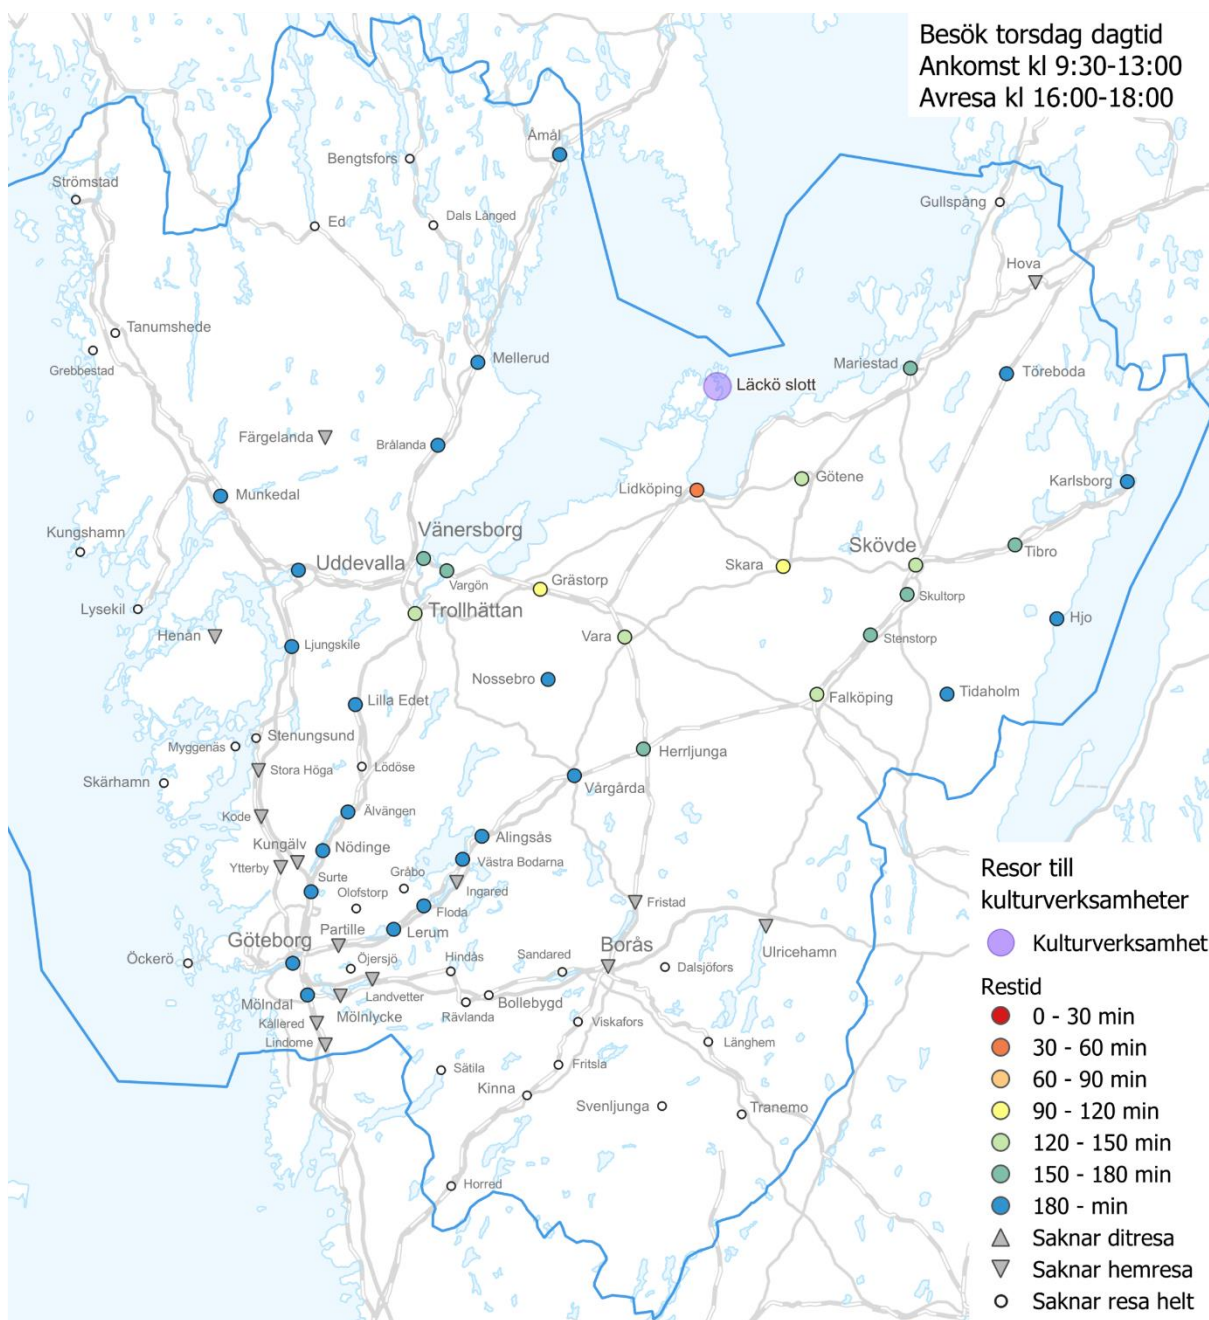 Besök torsdag dagtid
Ankomst kl 9:30-13:00
Avresa kl 16:00-18:00
Åmål
Bengtsfors
Strömstad
Gullspång
Ed
Dals Långed
Hova
Tanumshede
Grebbestad
Mellerud
Mariestad
Töreboda
Läckö slott
Färgelanda
Brålanda
Munkedal
Lidköping
Götene
Karlsborg
Kungshamn
Vänersborg
Skövde
Tibro
Uddevalla
Vargön
Grästorp
Skara
Skultorp
Lysekil
Trollhättan
Hjo
Henån
Ljungskile
Vara
Stenstorp
Nossebro
Tidaholm
Lilla Edet
Falköping
Stenungsund
Myggenäs
Herrljunga
Stora Höga
Lödöse
Skärhamn
Vårgårda
Kode
Älvängen
Alingsås
Kungälv
Nödinge
Västra Bodarna
Ytterby
Gråbo
Surte
Olofstorp
Ingared
Fristad
Floda
Partille
Lerum
Ulricehamn
Göteborg
Borås
Öckerö
Öjersjö
Hindås
Sandared
Dalsjöfors
Mölndal
Landvetter
Mölnlycke
Rävlanda
Bollebygd
Kållered
Viskafors
Lindome
Länghem
Sätila
Fritsla
Kinna
Svenljunga
Tranemo
Horred
Resor till
kulturverksamheter
Kulturverksamhet
Restid
0 - 30 min
30 - 60 min
60 - 90 min
90 - 120 min
120 - 150 min
150 - 180 min
180 - min
Saknar ditresa
Saknar hemresa
Saknar resa helt